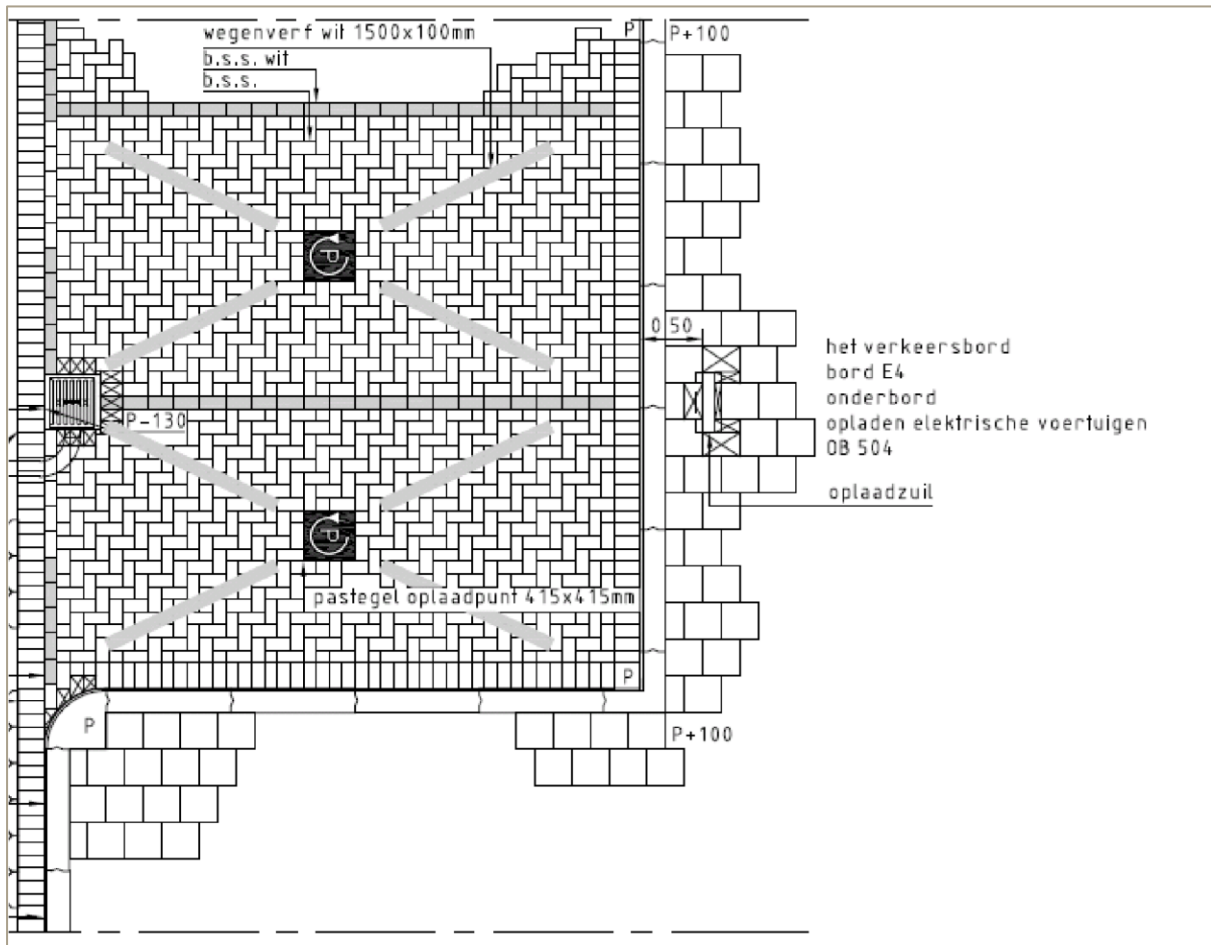 wegenverf wit 1500x100mm
b.s.s. wit
b.s.s.
P
P+100
P
0.50
het verkeersbord
bord E4
onderbord
opladen elektrische voertuigen
OB 504
oplaadzuil
P-130
P
pastegel oplaadpunt 415x415mm
P
P
P+100